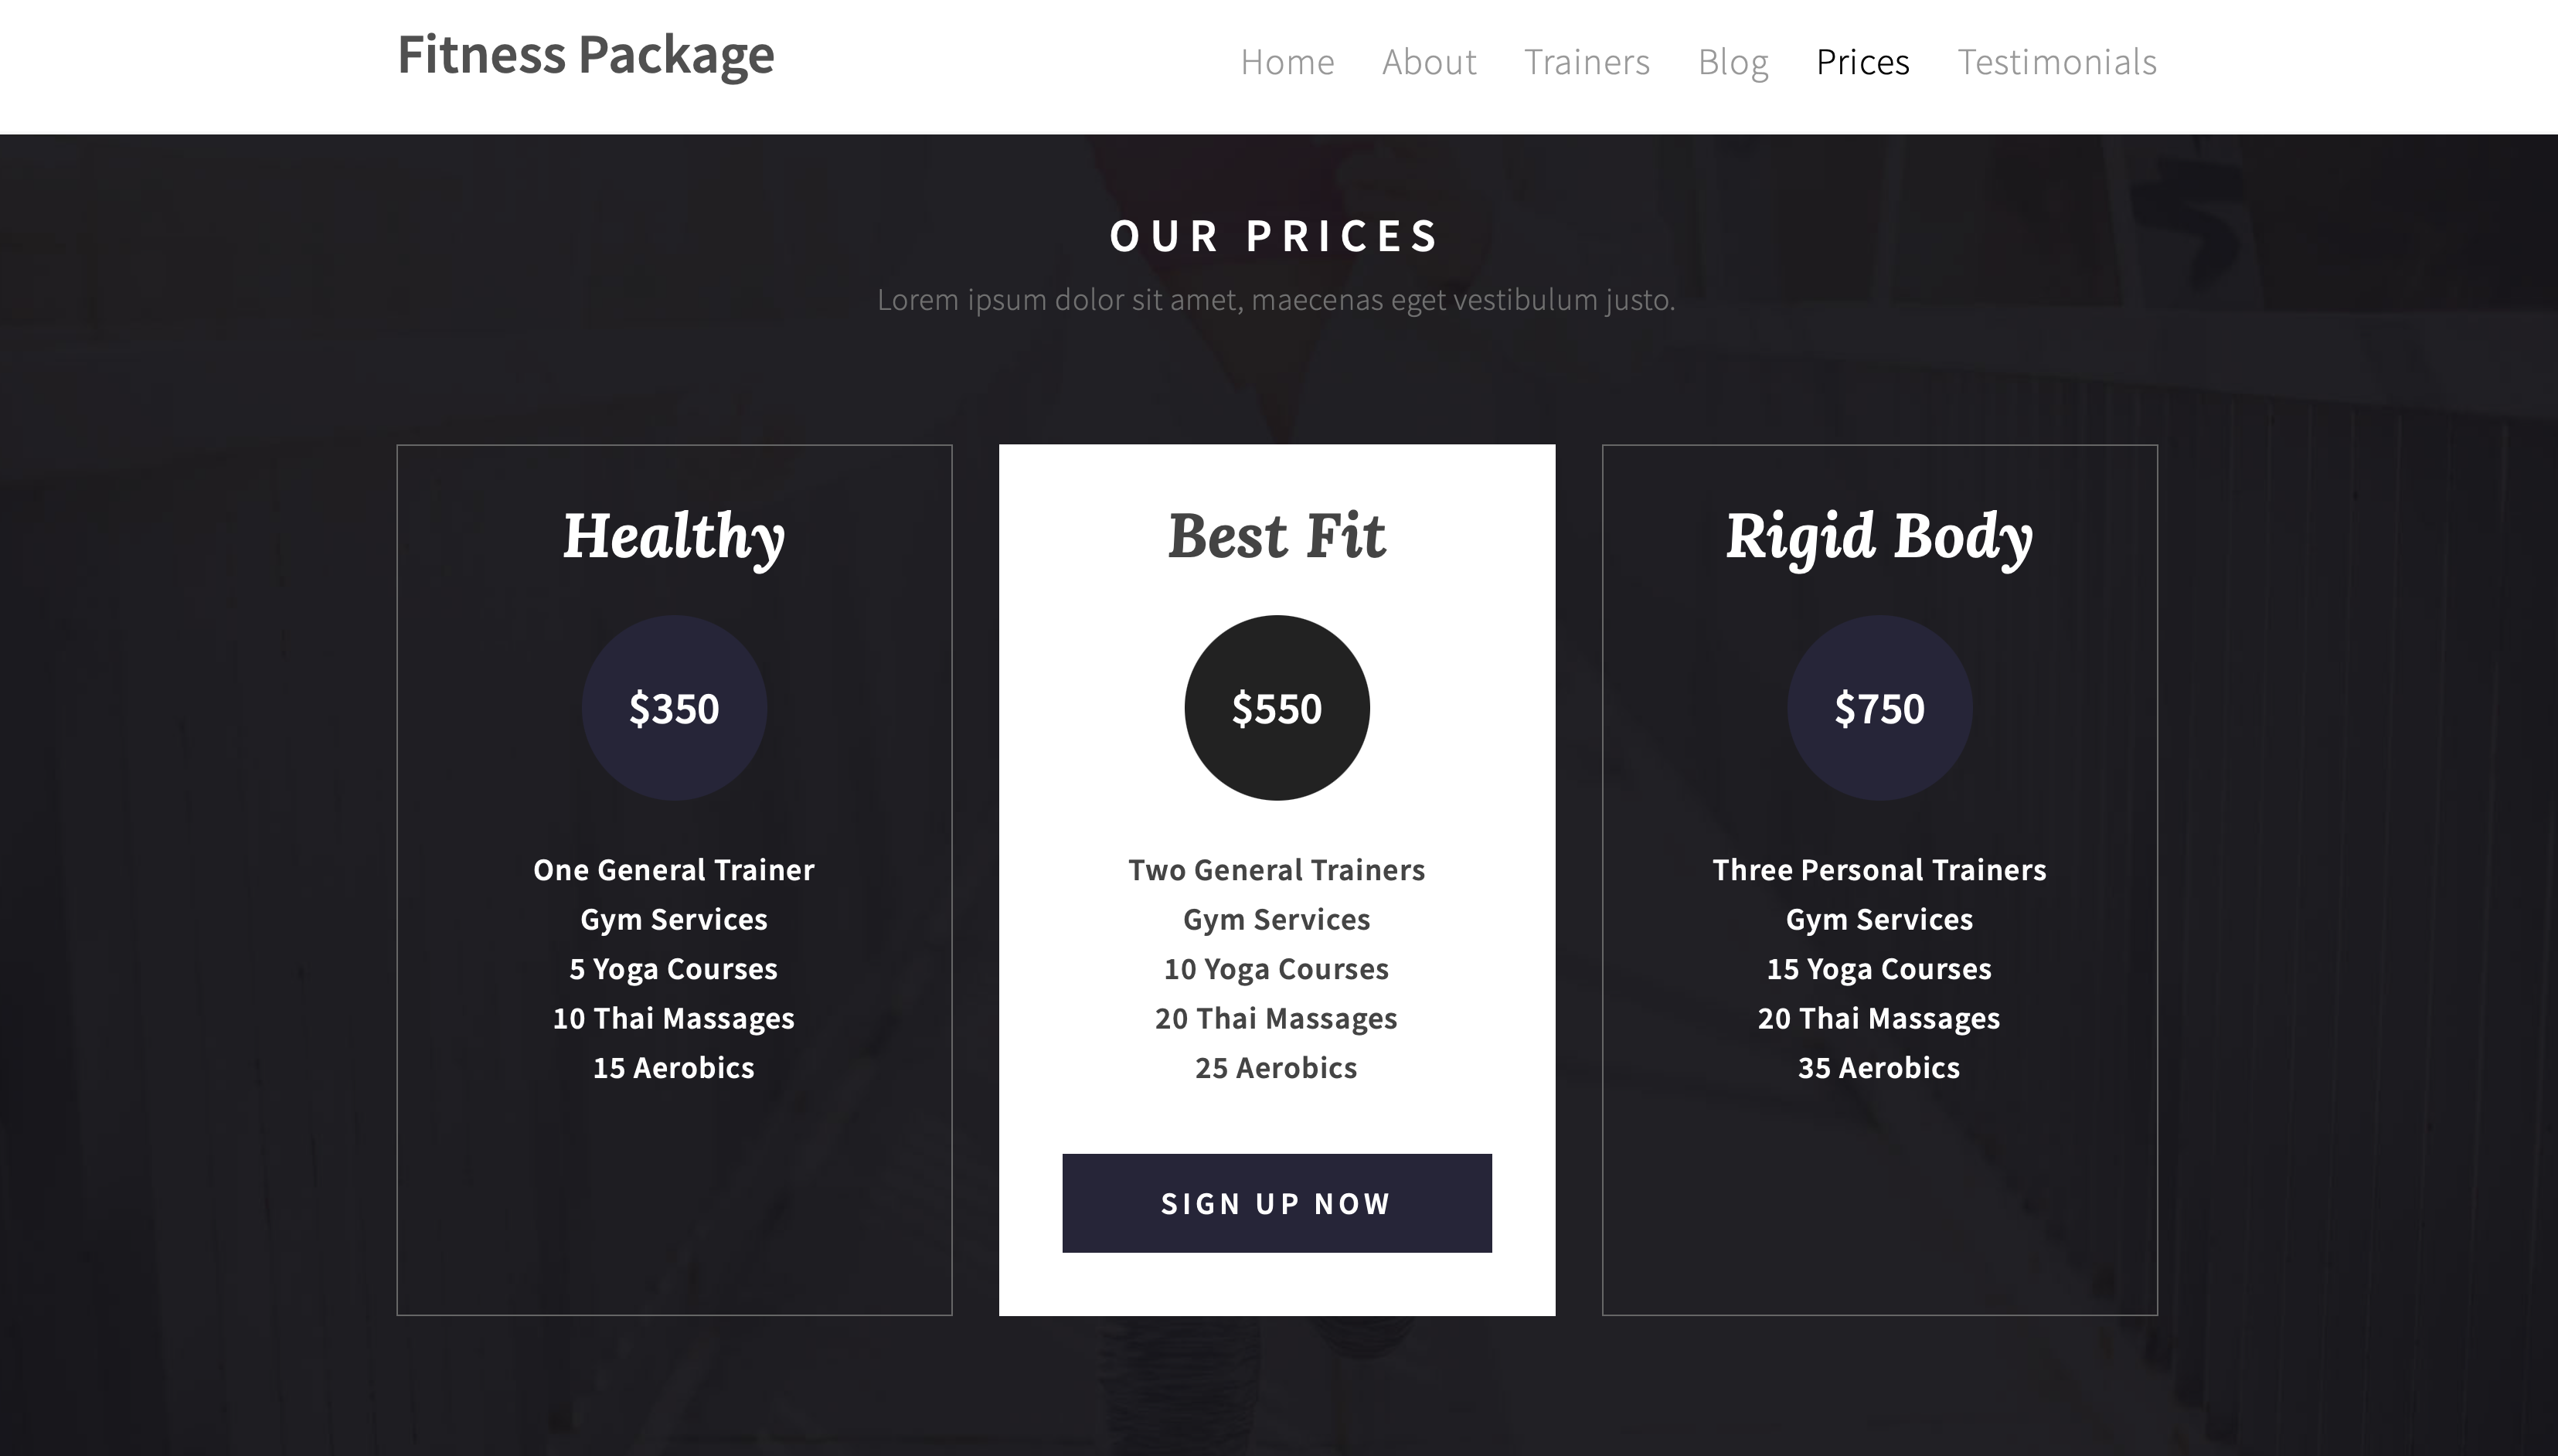 Fitness Package
Home About Trainers Blog Prices Testimonials
OUR PRICES
Lorem ipsum dolor sit amet, maecenas eget vestibulum justo.
Healthy
$350
One General Trainer
Gym Services
5 Yoga Courses
10 Thai Massages
15 Aerobics
Best Fit
$550
Two General Trainers
Gym Services
10 Yoga Courses
20 Thai Massages
25 Aerobics
SIGN UP NOW
Rigid Body
$750
Three Personal Trainers
Gym Services
15 Yoga Courses
20 Thai Massages
35 Aerobics